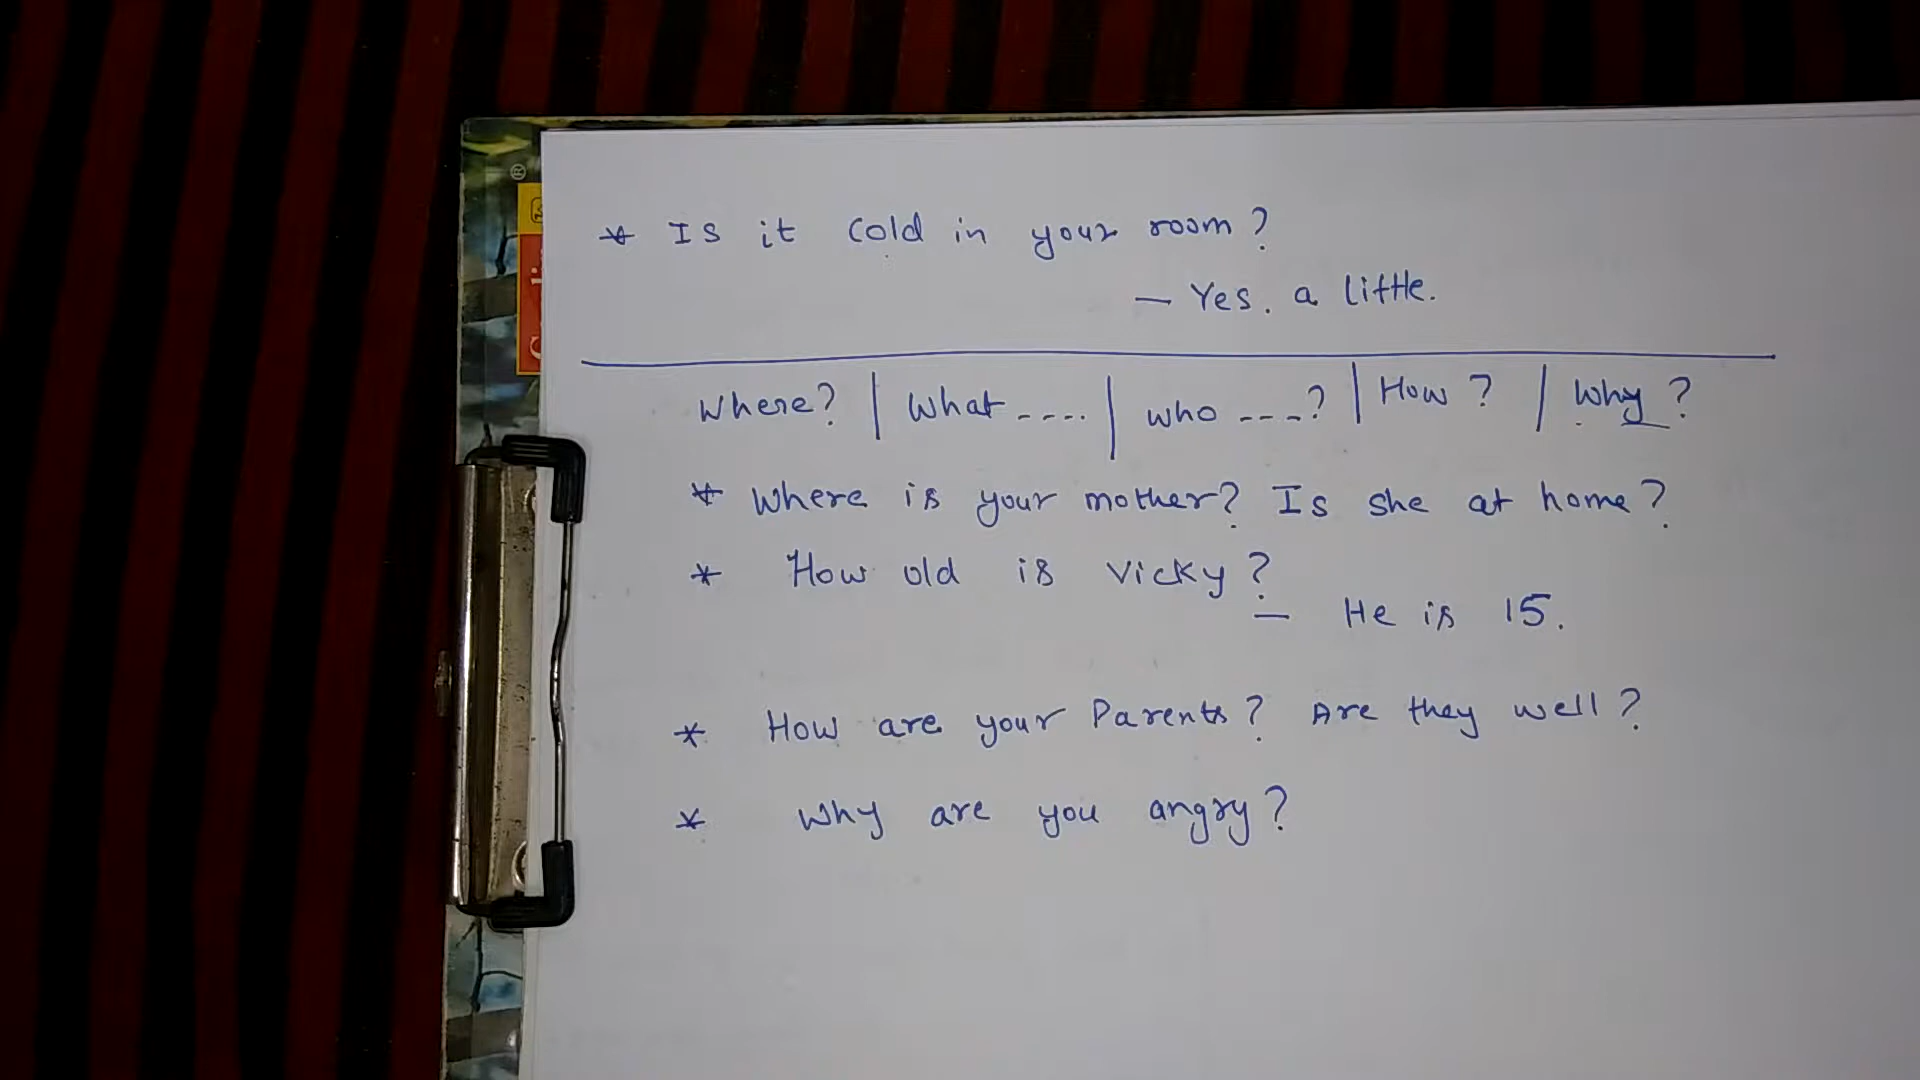 * Is it cold in your room?
— Yes. a little.
Where? | What ---- | who ---? | How? | Why?
* Where is your mother? Is she at home?
* How old is Vicky?
— He is 15.
* How are your Parents? Are they well?
* Why are you angry?